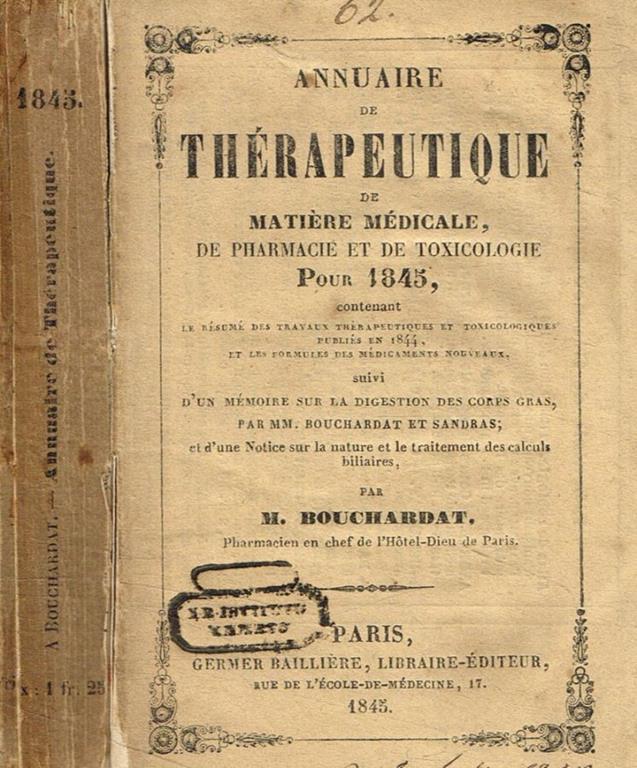 62.
ANNUAIRE
DE
THÉRAPEUTIQUE
DE
MATIÈRE MÉDICALE,
DE PHARMACIE ET DE TOXICOLOGIE
POUR 1845,
contenant
LE RÉSUMÉ DES TRAVAUX THÉRAPEUTIQUES ET TOXICOLOGIQUES
PUBLIÉS EN 1844,
ET LES FORMULES DES MÉDICAMENTS NOUVEAUX,
suivi
D'UN MÉMOIRE SUR LA DIGESTION DES CORPS GRAS,
PAR MM. BOUCHARDAT ET SANDRAS;
et d'une Notice sur la nature et le traitement des calculs
biliaires,
PAR
M. BOUCHARDAT.
Pharmacien en chef de l'Hôtel-Dieu de Paris.
PARIS,
GERMER BAILLIÈRE, LIBRAIRE-ÉDITEUR,
RUE DE L'ÉCOLE-DE-MÉDECINE, 17.
1845.
1845.
A BOUCHARDAT. — Annuaire de Thérapeutique.
x : 1 fr. 25